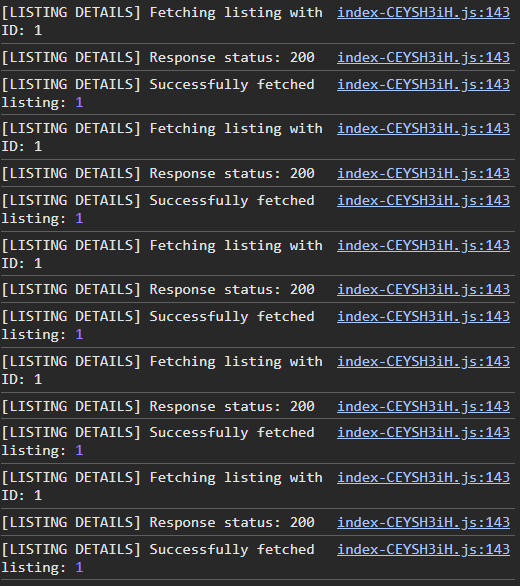 [LISTING DETAILS] Fetching listing with index-CEYSH3iH.js:143
ID: 1
[LISTING DETAILS] Response status: 200 index-CEYSH3iH.js:143
[LISTING DETAILS] Successfully fetched index-CEYSH3iH.js:143
listing: 1
[LISTING DETAILS] Fetching listing with index-CEYSH3iH.js:143
ID: 1
[LISTING DETAILS] Response status: 200 index-CEYSH3iH.js:143
[LISTING DETAILS] Successfully fetched index-CEYSH3iH.js:143
listing: 1
[LISTING DETAILS] Fetching listing with index-CEYSH3iH.js:143
ID: 1
[LISTING DETAILS] Response status: 200 index-CEYSH3iH.js:143
[LISTING DETAILS] Successfully fetched index-CEYSH3iH.js:143
listing: 1
[LISTING DETAILS] Fetching listing with index-CEYSH3iH.js:143
ID: 1
[LISTING DETAILS] Response status: 200 index-CEYSH3iH.js:143
[LISTING DETAILS] Successfully fetched index-CEYSH3iH.js:143
listing: 1
[LISTING DETAILS] Fetching listing with index-CEYSH3iH.js:143
ID: 1
[LISTING DETAILS] Response status: 200 index-CEYSH3iH.js:143
[LISTING DETAILS] Successfully fetched index-CEYSH3iH.js:143
listing: 1